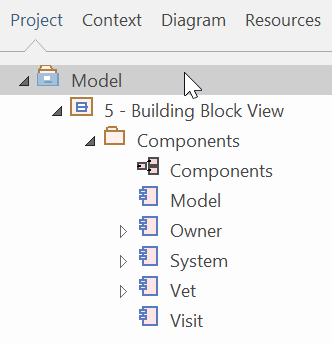 Project Context Diagram Resources
Model
5 - Building Block View
Components
Components
Model
Owner
System
Vet
Visit